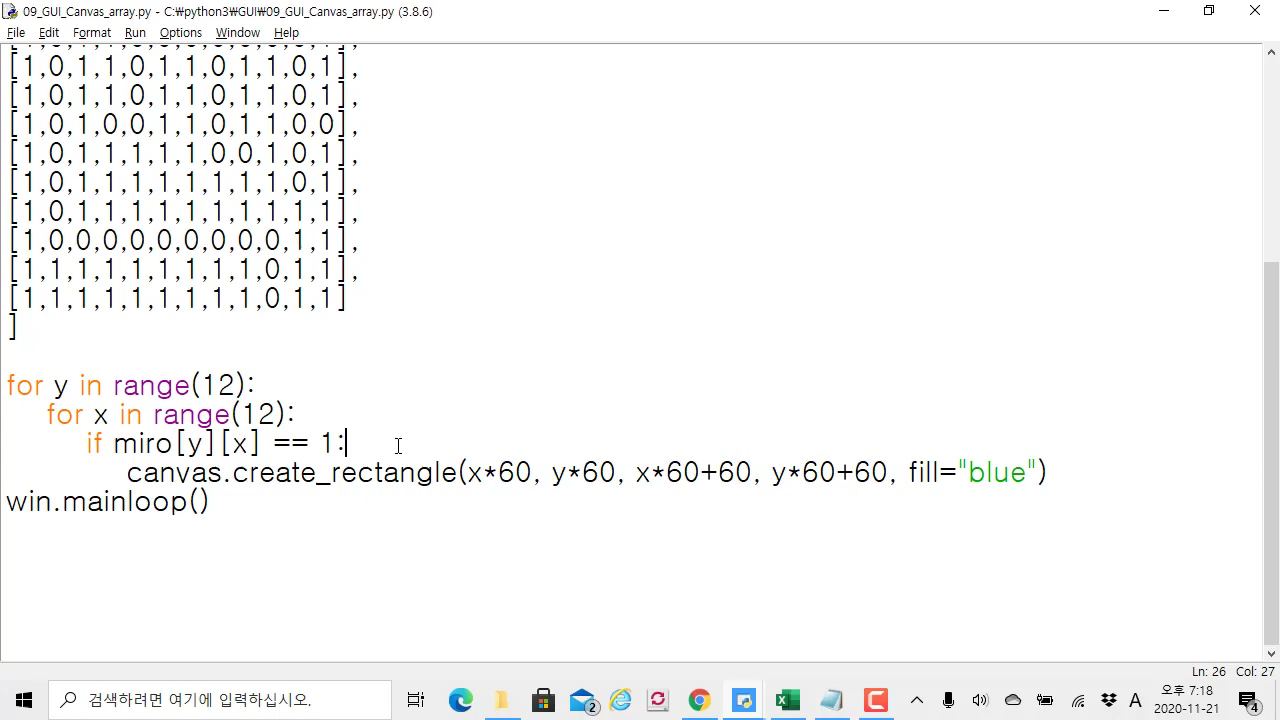 09_GUI_Canvas_array.py - C:₩python3₩GUI₩09_GUI_Canvas_array.py (3.8.6)
File Edit Format Run Options Window Help
[1,0,1,1,0,1,1,0,1,1,0,1],
[1,0,1,1,0,1,1,0,1,1,0,1],
[1,0,1,0,0,1,1,0,1,1,0,0],
[1,0,1,1,1,1,1,0,0,1,0,1],
[1,0,1,1,1,1,1,1,1,1,0,1],
[1,0,1,1,1,1,1,1,1,1,1,1],
[1,0,0,0,0,0,0,0,0,0,1,1],
[1,1,1,1,1,1,1,1,1,0,1,1],
[1,1,1,1,1,1,1,1,1,0,1,1]
]
for y in range(12):
for x in range(12):
if miro[y][x] == 1:
canvas.create_rectangle(x*60, y*60, x*60+60, y*60+60, fill="blue")
win.mainloop()
Ln: 26 Col: 27
검색하려면 여기에 입력하십시오.
2
A
오후 7:18
2020-11-21
4